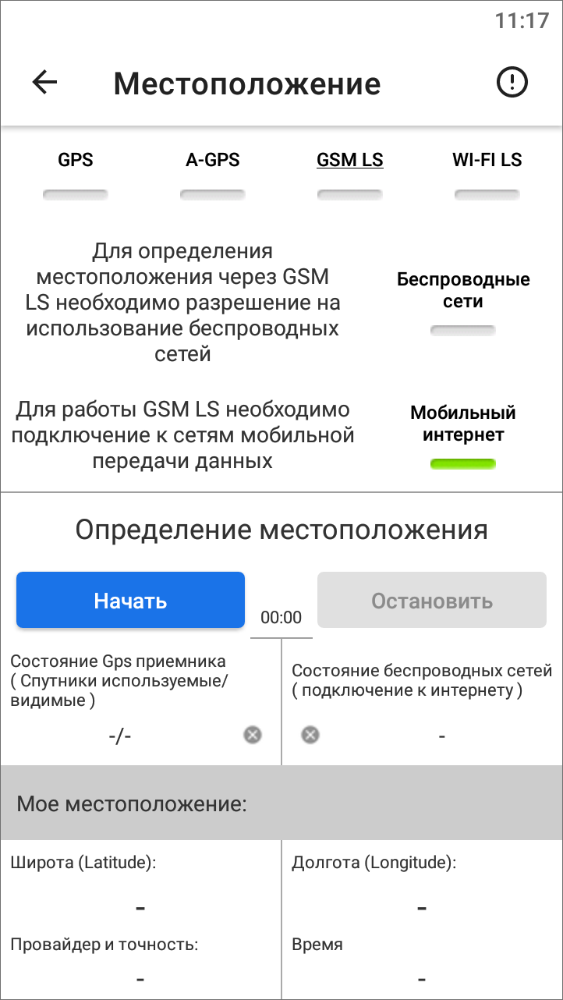 11:17
Местоположение
GPS
A-GPS
GSM LS
WI-FI LS
Для определения
местоположения через GSM
LS необходимо разрешение на
использование беспроводных
сетей
Беспроводные
сети
Для работы GSM LS необходимо
подключение к сетям мобильной
передачи данных
Мобильный
интернет
Определение местоположения
Начать
00:00
Остановить
Состояние Gps приемника
( Спутники используемые/
видимые )
-/-
Состояние беспроводных сетей
( подключение к интернету )
-
Мое местоположение:
Широта (Latitude):
-
Долгота (Longitude):
-
Провайдер и точность:
-
Время
-